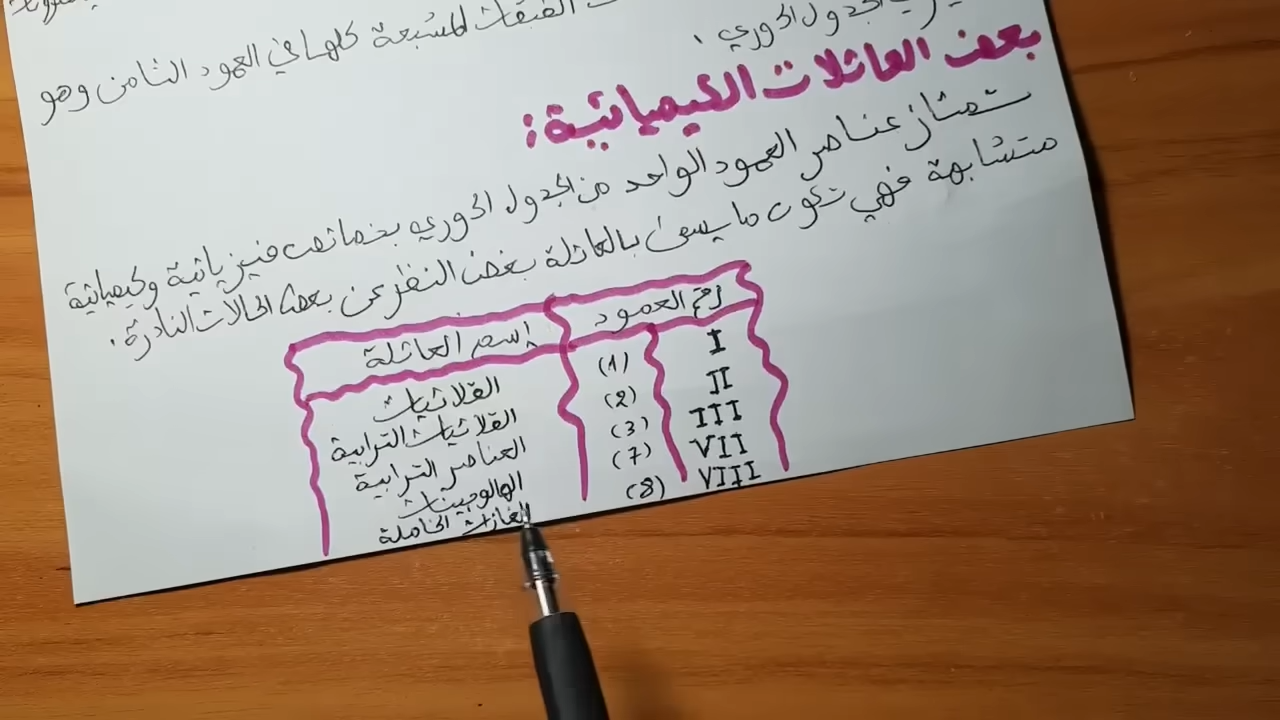 الفيقات المشبعة كلها في العمود الثامن وهو
الجدول الدوري .
بعض العائلات الكيميائية :
تمتاز عناصر العمود الواحد من الجدول الدوري بخصائص فيزيائية وكيميائية
متشابهة فهي تكون ما يسمى بالعائلة بغض النظر عن بعض الحالات النادرة .
رقم العمود إسم العائلة
I (1) القلائيات
II (2) القلائيات الترابية
III (3) العناصر الترابية
VII (7) الهالوجينات
VIII (8) الغازات الخاملة